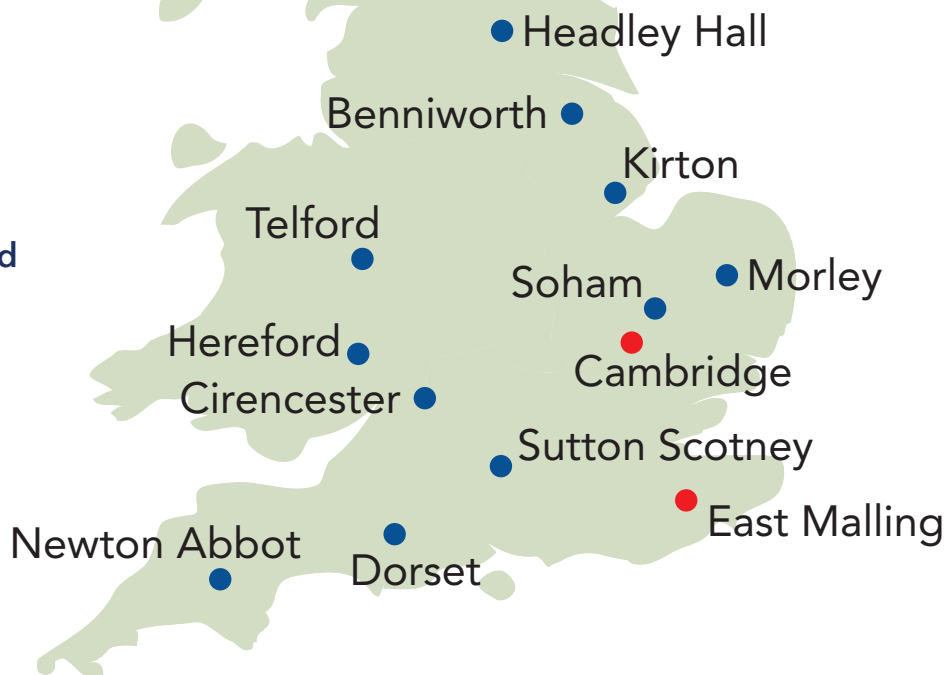 Headley Hall
Benniworth
Kirton
Telford
d
Soham
Morley
Hereford
Cambridge
Cirencester
Sutton Scotney
East Malling
Newton Abbot
Dorset